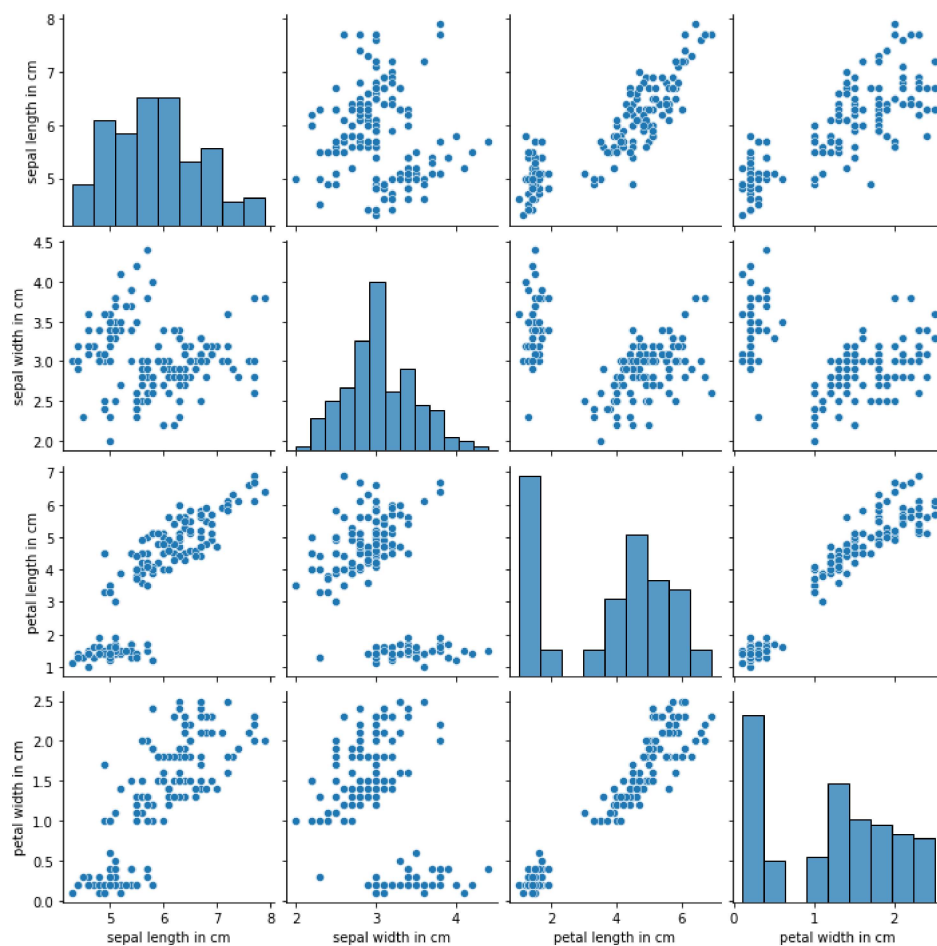 8
7
6
5
sepal length in cm
4.5
4.0
3.5
3.0
2.5
2.0
sepal width in cm
7
6
5
4
3
2
1
petal length in cm
2.5
2.0
1.5
1.0
0.5
0.0
petal width in cm
5 6 7 8
sepal length in cm
2 3 4
sepal width in cm
2 4 6
petal length in cm
0 1 2
petal width in cm